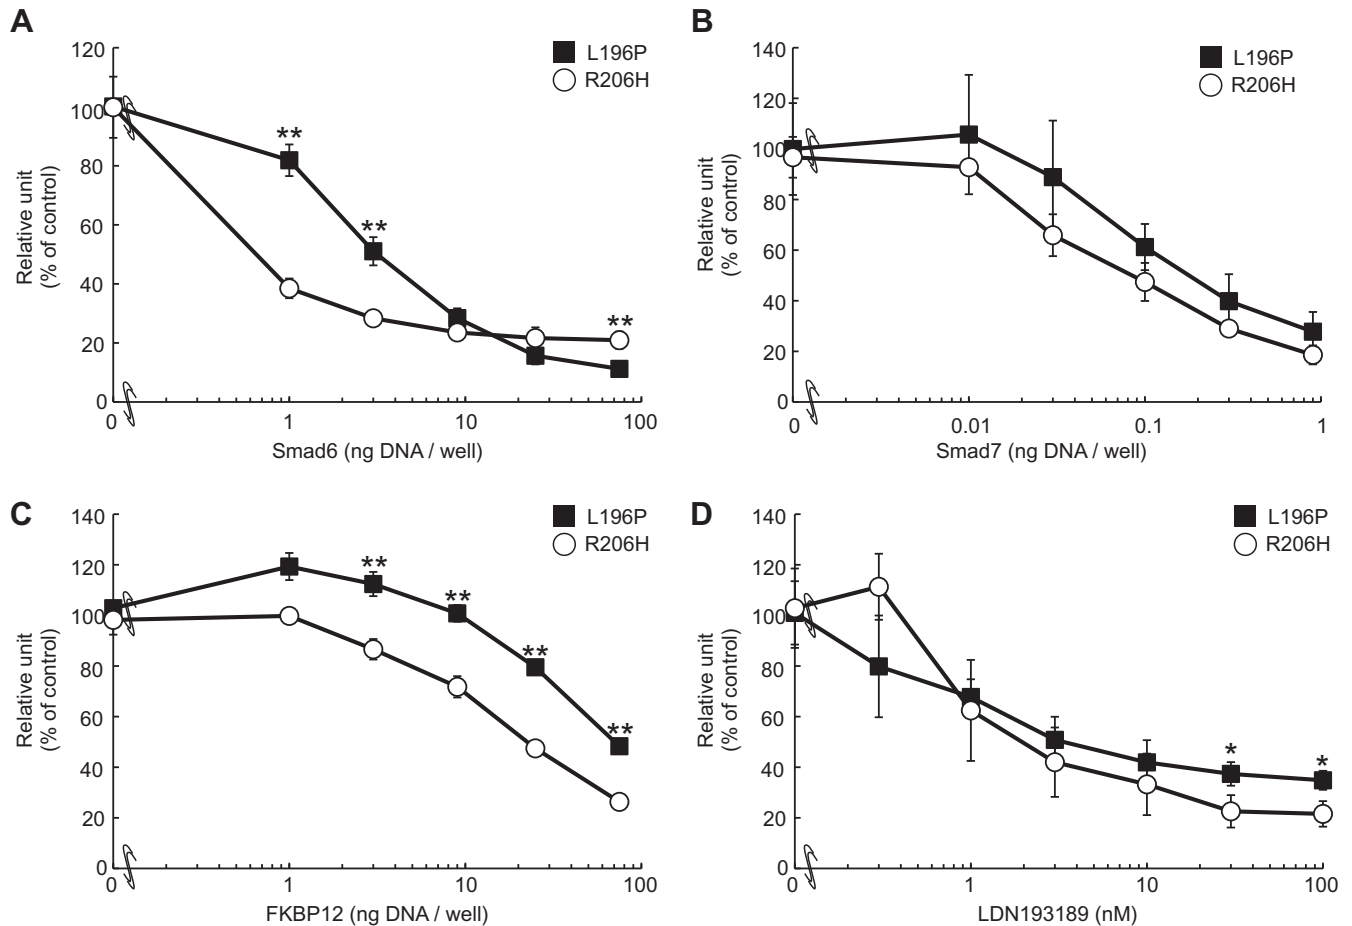 A
L196P
R206H
Relative unit
(% of control)
120
100
80
60
40
20
0
**
**
**
0 1 10 100
Smad6 (ng DNA / well)
B
L196P
R206H
Relative unit
(% of control)
140
120
100
80
60
40
20
0
0 0.01 0.1 1
Smad7 (ng DNA / well)
C
L196P
R206H
Relative unit
(% of control)
140
120
100
80
60
40
20
0
**
**
**
**
0 1 10 100
FKBP12 (ng DNA / well)
D
L196P
R206H
Relative unit
(% of control)
140
120
100
80
60
40
20
0
*
*
0 1 10 100
LDN193189 (nM)